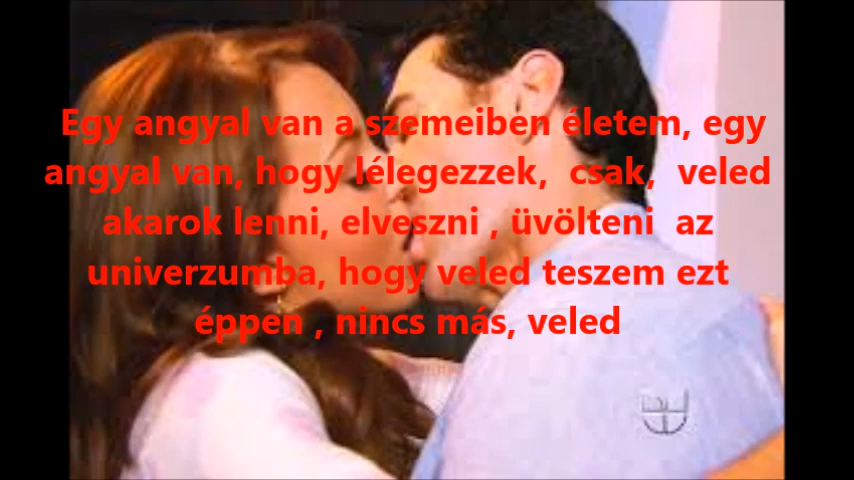 Egy angyal van a szemeiben életem, egy
angyal van, hogy lélegezzek, csak, veled
akarok lenni, elveszni , üvölteni az
univerzumba, hogy veled teszem ezt
éppen , nincs más, veled